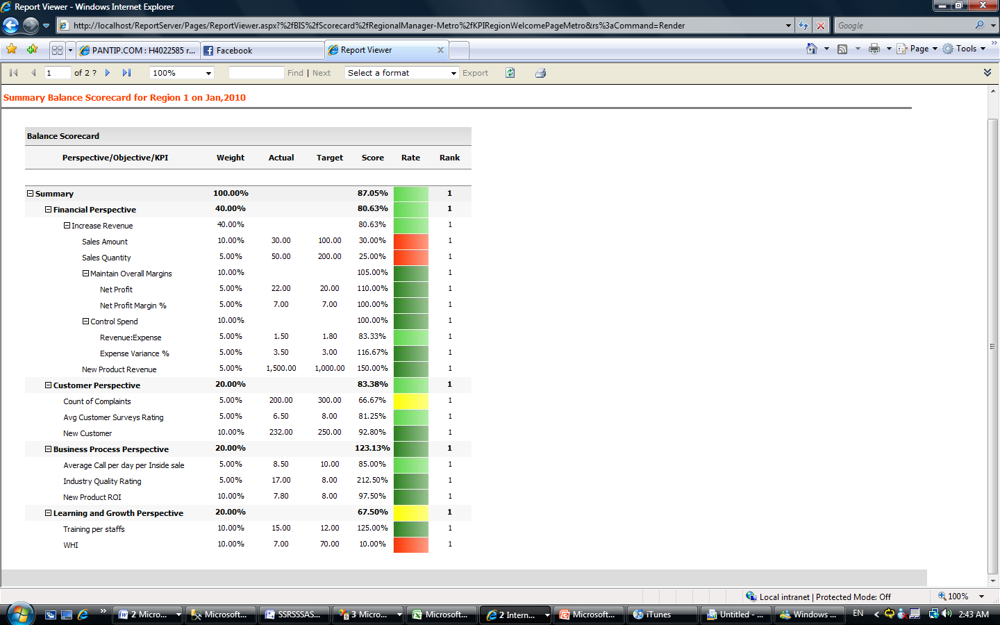 Report Viewer - Windows Internet Explorer
http://localhost/ReportServer/Pages/ReportViewer.aspx?%2fBIS%2fScorecard%2fRegionalManager-Metro%2fKPIRegionWelcomePageMetro&rs%3aCommand=Render Google
PANTIP.COM : H4022585 r... Facebook Report Viewer Page Tools
1 of 2 ? 100% Find | Next Select a format Export
Summary Balance Scorecard for Region 1 on Jan,2010
Balance Scorecard
Perspective/Objective/KPI Weight Actual Target Score Rate Rank
Summary 100.00% 87.05% 1
Financial Perspective 40.00% 80.63% 1
Increase Revenue 40.00% 80.63% 1
Sales Amount 10.00% 30.00 100.00 30.00% 1
Sales Quantity 5.00% 50.00 200.00 25.00% 1
Maintain Overall Margins 10.00% 105.00% 1
Net Profit 5.00% 22.00 20.00 110.00% 1
Net Profit Margin % 5.00% 7.00 7.00 100.00% 1
Control Spend 10.00% 100.00% 1
Revenue:Expense 5.00% 1.50 1.80 83.33% 1
Expense Variance % 5.00% 3.50 3.00 116.67% 1
New Product Revenue 5.00% 1,500.00 1,000.00 150.00% 1
Customer Perspective 20.00% 83.38% 1
Count of Complaints 5.00% 200.00 300.00 66.67% 1
Avg Customer Surveys Rating 5.00% 6.50 8.00 81.25% 1
New Customer 10.00% 232.00 250.00 92.80% 1
Business Process Perspective 20.00% 123.13% 1
Average Call per day per Inside sale 5.00% 8.50 10.00 85.00% 1
Industry Quality Rating 5.00% 17.00 8.00 212.50% 1
New Product ROI 10.00% 7.80 8.00 97.50% 1
Learning and Growth Perspective 20.00% 67.50% 1
Training per staffs 10.00% 15.00 12.00 125.00% 1
WHI 10.00% 7.00 70.00 10.00% 1
Local intranet | Protected Mode: Off 100%
2 Micro... Microsoft... SSRSSSAS... 3 Micro... Microsoft... 2 Intern... Microsoft... iTunes Untitled - ... Windows ... EN 2:43 AM